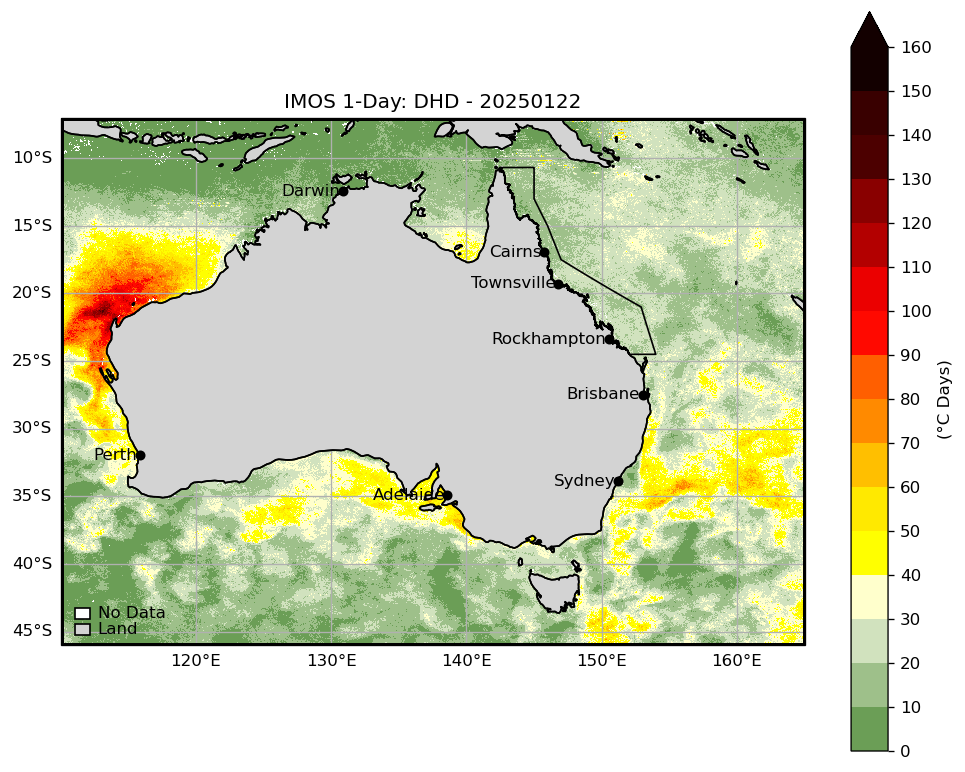 IMOS 1-Day: DHD - 20250122
160
150
140
130
120
110
100
90
80
70
60
50
40
30
20
10
0
(°C Days)
10°S
15°S
20°S
25°S
30°S
35°S
40°S
45°S
Darwin
Cairns
Townsville
Rockhampton
Brisbane
Perth
Sydney
Adelaide
No Data
Land
120°E
130°E
140°E
150°E
160°E